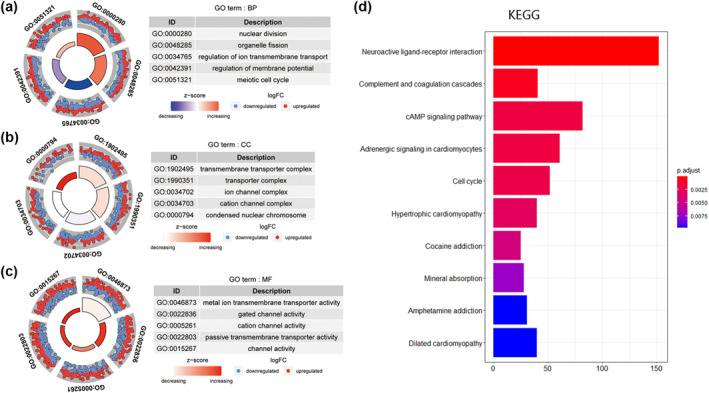 (a)
GO:0000280
GO:0048285
GO:0034765
GO:0042391
GO:0051321
GO term : BP
ID Description
GO:0000280 nuclear division
GO:0048285 organelle fission
GO:0034765 regulation of ion transmembrane transport
GO:0042391 regulation of membrane potential
GO:0051321 meiotic cell cycle
z-score logFC
decreasing increasing downregulated upregulated
(b)
GO:1902495
GO:1990351
GO:0034702
GO:0034703
GO:0000794
GO term : CC
ID Description
GO:1902495 transmembrane transporter complex
GO:1990351 transporter complex
GO:0034702 ion channel complex
GO:0034703 cation channel complex
GO:0000794 condensed nuclear chromosome
z-score logFC
decreasing increasing downregulated upregulated
(c)
GO:0046873
GO:0022836
GO:0005261
GO:0022803
GO:0015267
GO term : MF
ID Description
GO:0046873 metal ion transmembrane transporter activity
GO:0022836 gated channel activity
GO:0005261 cation channel activity
GO:0022803 passive transmembrane transporter activity
GO:0015267 channel activity
z-score logFC
decreasing increasing downregulated upregulated
(d)
KEGG
Neuroactive ligand-receptor interaction
Complement and coagulation cascades
cAMP signaling pathway
Adrenergic signaling in cardiomyocytes
Cell cycle
Hypertrophic cardiomyopathy
Cocaine addiction
Mineral absorption
Amphetamine addiction
Dilated cardiomyopathy
0 50 100 150
p.adjust
0.0025
0.0050
0.0075